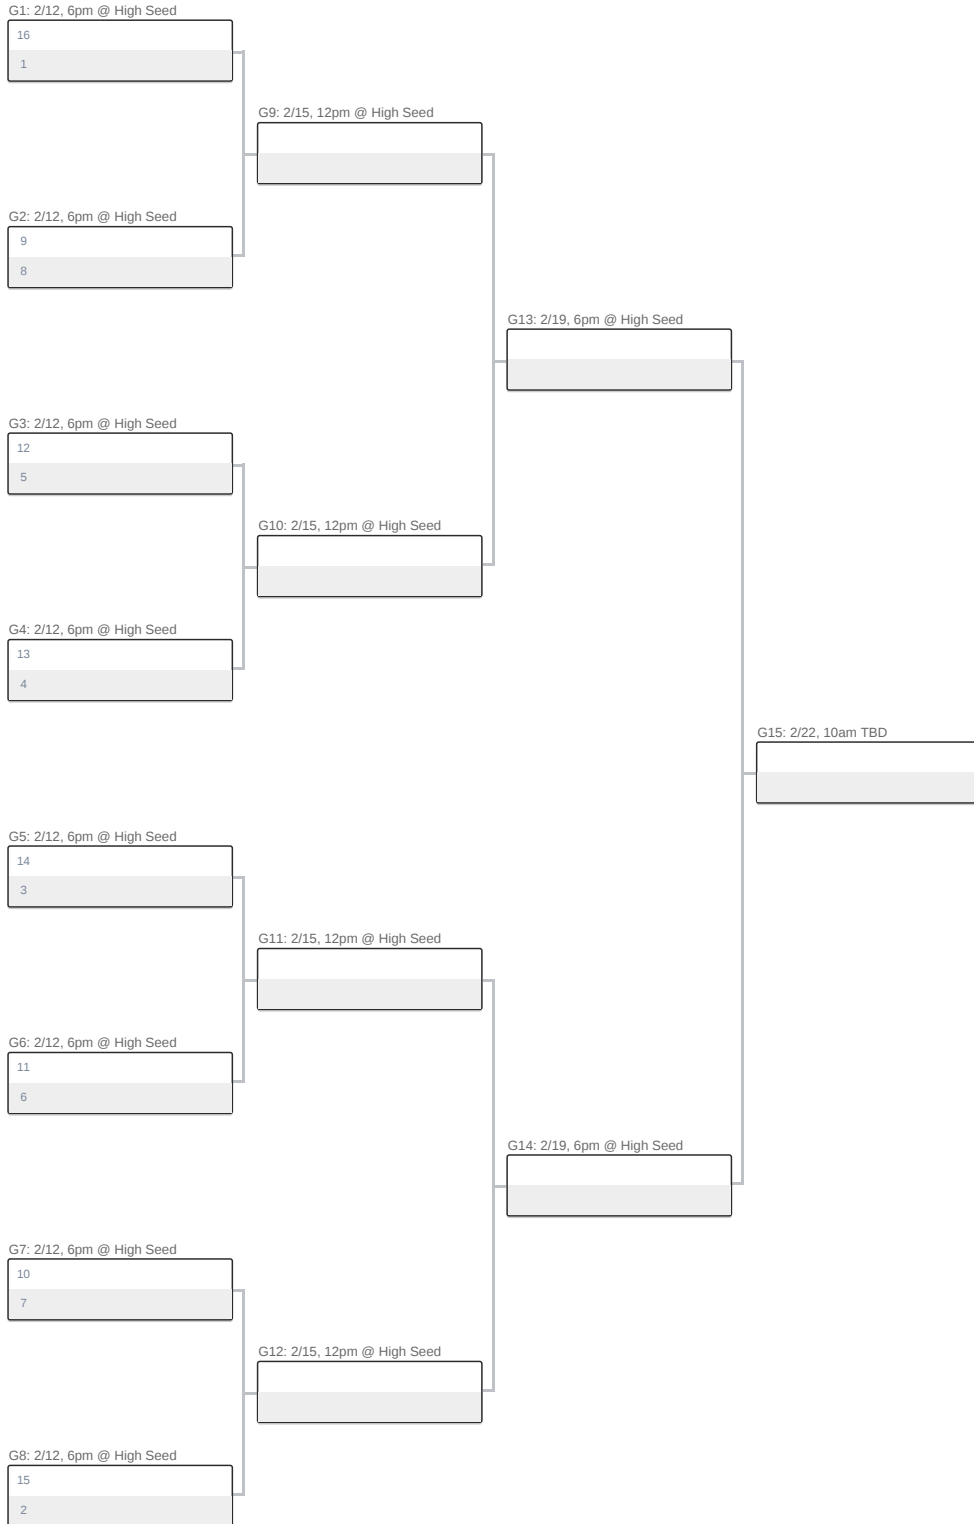 G1: 2/12, 6pm @ High Seed
16
1
G9: 2/15, 12pm @ High Seed
G2: 2/12, 6pm @ High Seed
9
8
G13: 2/19, 6pm @ High Seed
G3: 2/12, 6pm @ High Seed
12
5
G10: 2/15, 12pm @ High Seed
G4: 2/12, 6pm @ High Seed
13
4
G15: 2/22, 10am TBD
G5: 2/12, 6pm @ High Seed
14
3
G11: 2/15, 12pm @ High Seed
G6: 2/12, 6pm @ High Seed
11
6
G14: 2/19, 6pm @ High Seed
G7: 2/12, 6pm @ High Seed
10
7
G12: 2/15, 12pm @ High Seed
G8: 2/12, 6pm @ High Seed
15
2